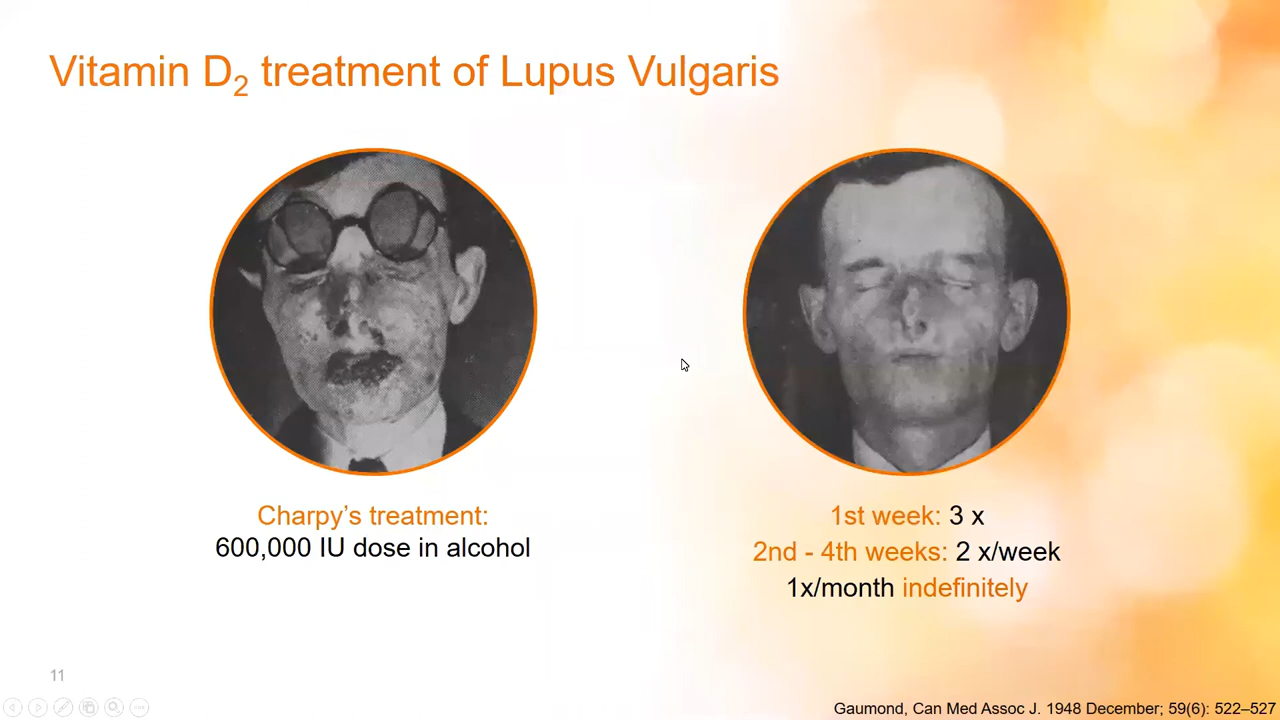 Vitamin D₂ treatment of Lupus Vulgaris
Charpy’s treatment:
600,000 IU dose in alcohol
1st week: 3 x
2nd - 4th weeks: 2 x/week
1x/month indefinitely
11
Gaumond, Can Med Assoc J. 1948 December; 59(6): 522–527